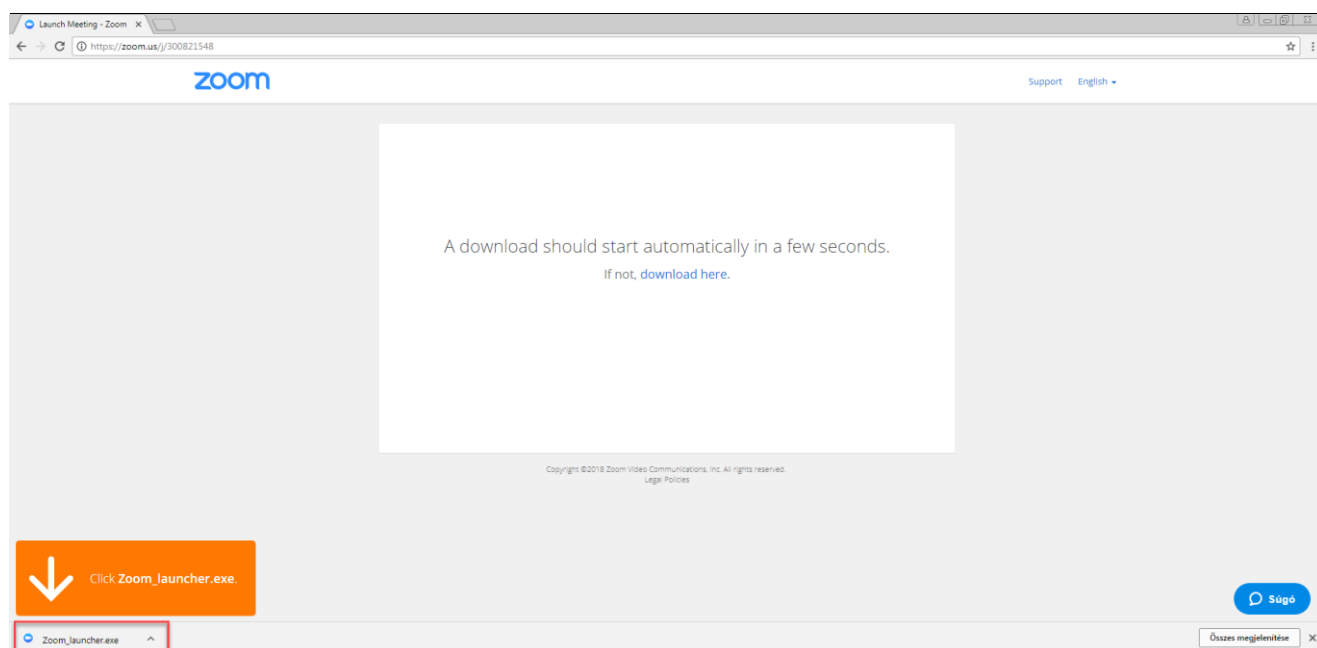 Launch Meeting - Zoom
https://zoom.us/j/300821548
zoom
Support English
A download should start automatically in a few seconds.
If not, download here.
Copyright ©2018 Zoom Video Communications, Inc. All rights reserved.
Legal Policies
Click Zoom_launcher.exe.
Súgó
Zoom_launcher.exe
Összes megjelenítése